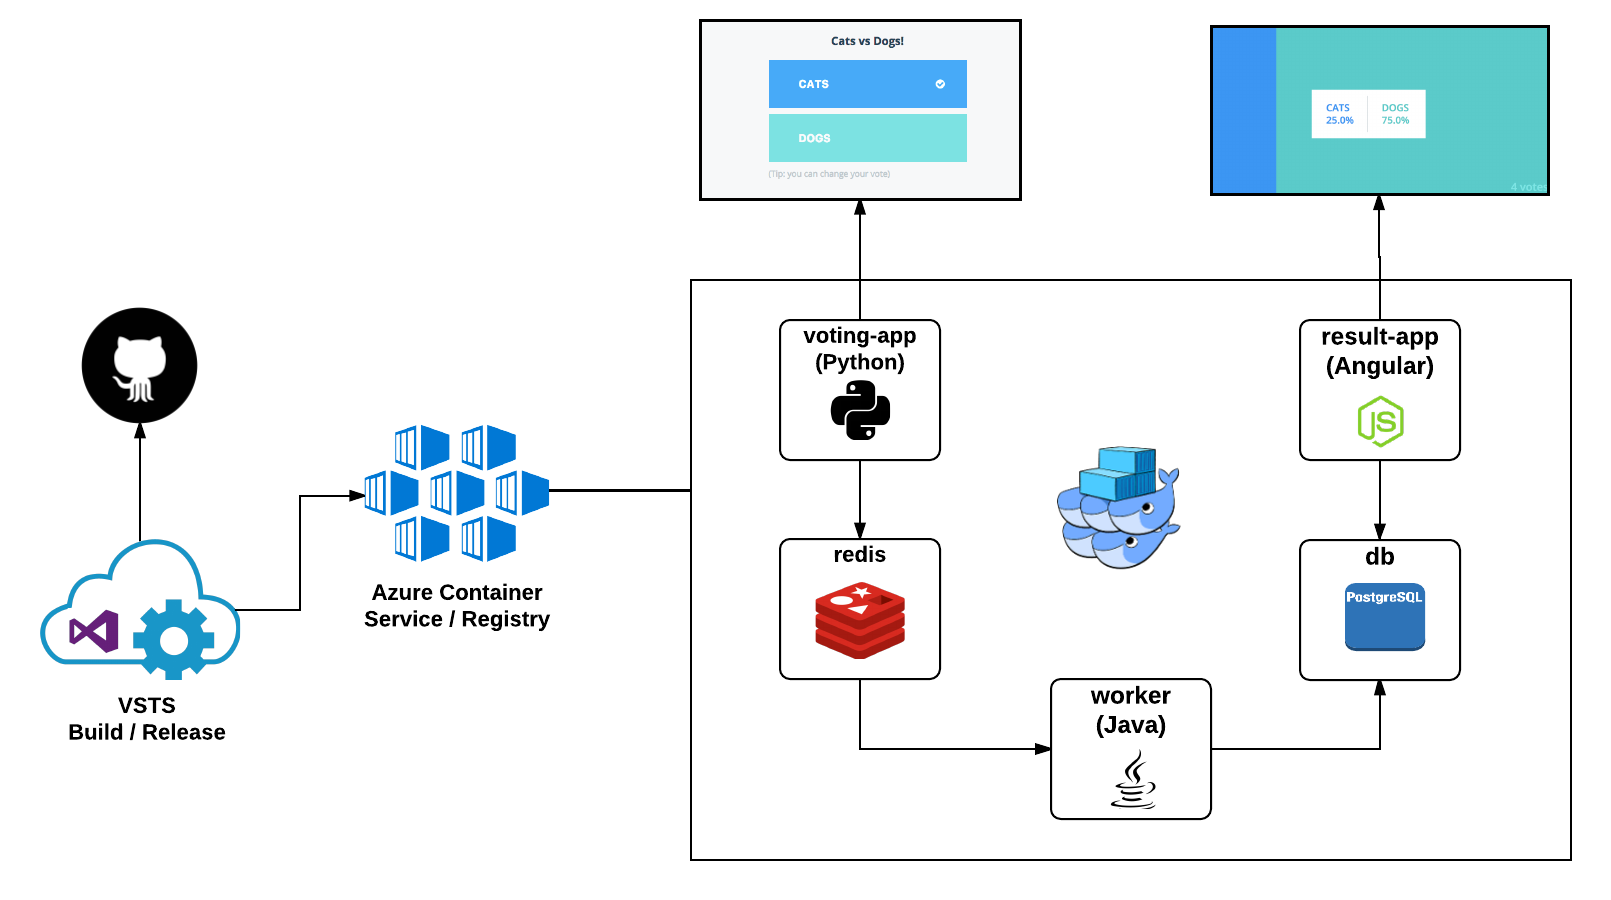 Cats vs Dogs!
CATS
DOGS
(Tip: you can change your vote)
CATS
25.0%
DOGS
75.0%
4 votes
voting-app
(Python)
result-app
(Angular)
JS
redis
db
PostgreSQL
worker
(Java)
Azure Container
Service / Registry
VSTS
Build / Release